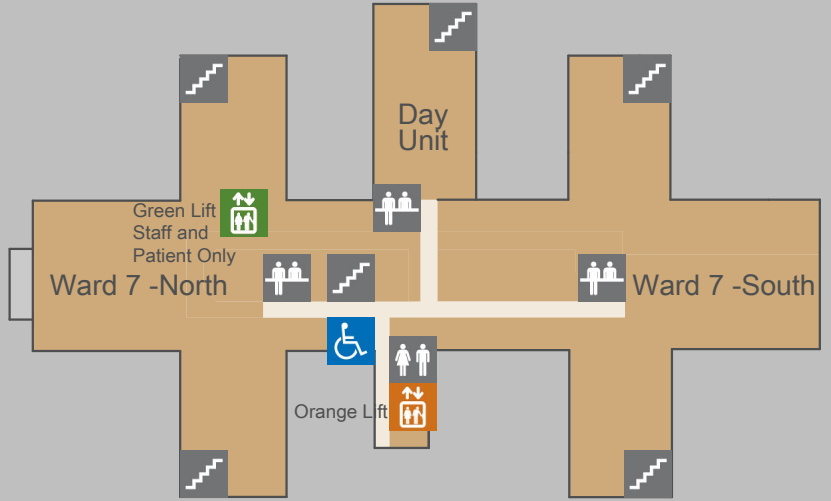 Day
Unit
Green Lift
Staff and
Patient Only
Ward 7 -North
Ward 7 -South
Orange Lift